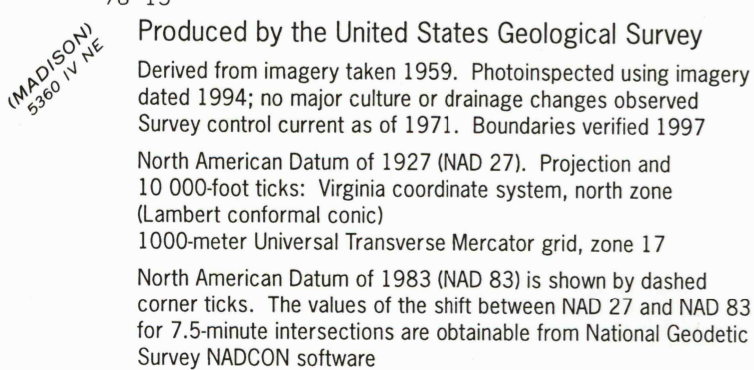 Produced by the United States Geological Survey
(MADISON)
5360 IV NE
Derived from imagery taken 1959. Photoinspected using imagery
dated 1994; no major culture or drainage changes observed
Survey control current as of 1971. Boundaries verified 1997
North American Datum of 1927 (NAD 27). Projection and
10 000-foot ticks: Virginia coordinate system, north zone
(Lambert conformal conic)
1000-meter Universal Transverse Mercator grid, zone 17
North American Datum of 1983 (NAD 83) is shown by dashed
corner ticks. The values of the shift between NAD 27 and NAD 83
for 7.5-minute intersections are obtainable from National Geodetic
Survey NADCON software